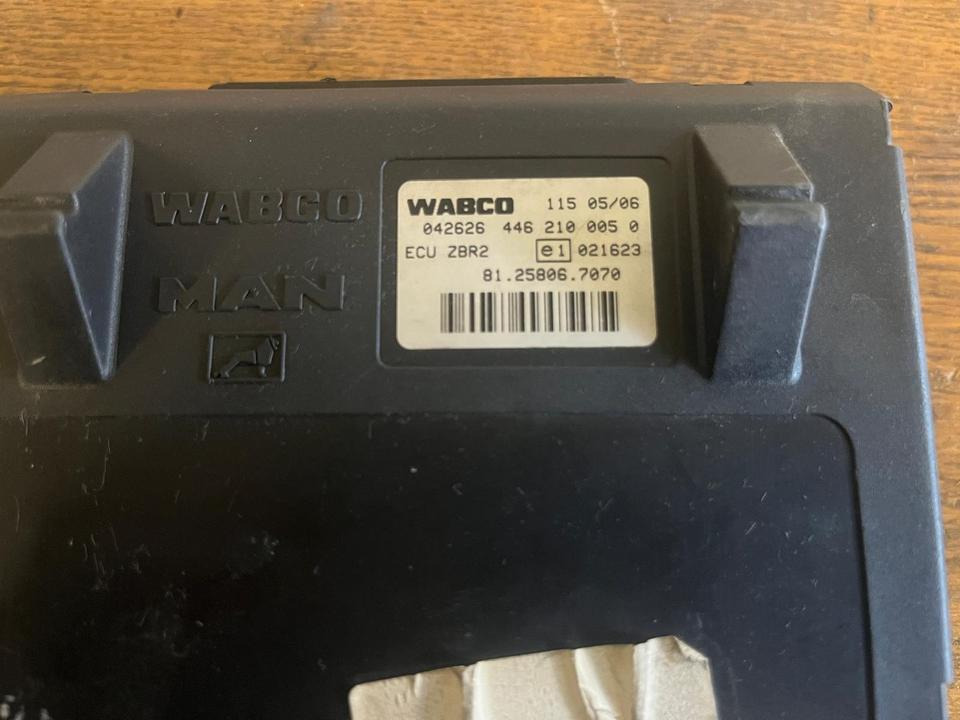 WABCO
MAN
WABCO 115 05/06
042626 446 210 005 0
ECU ZBR2 e1 021623
81.25806.7070